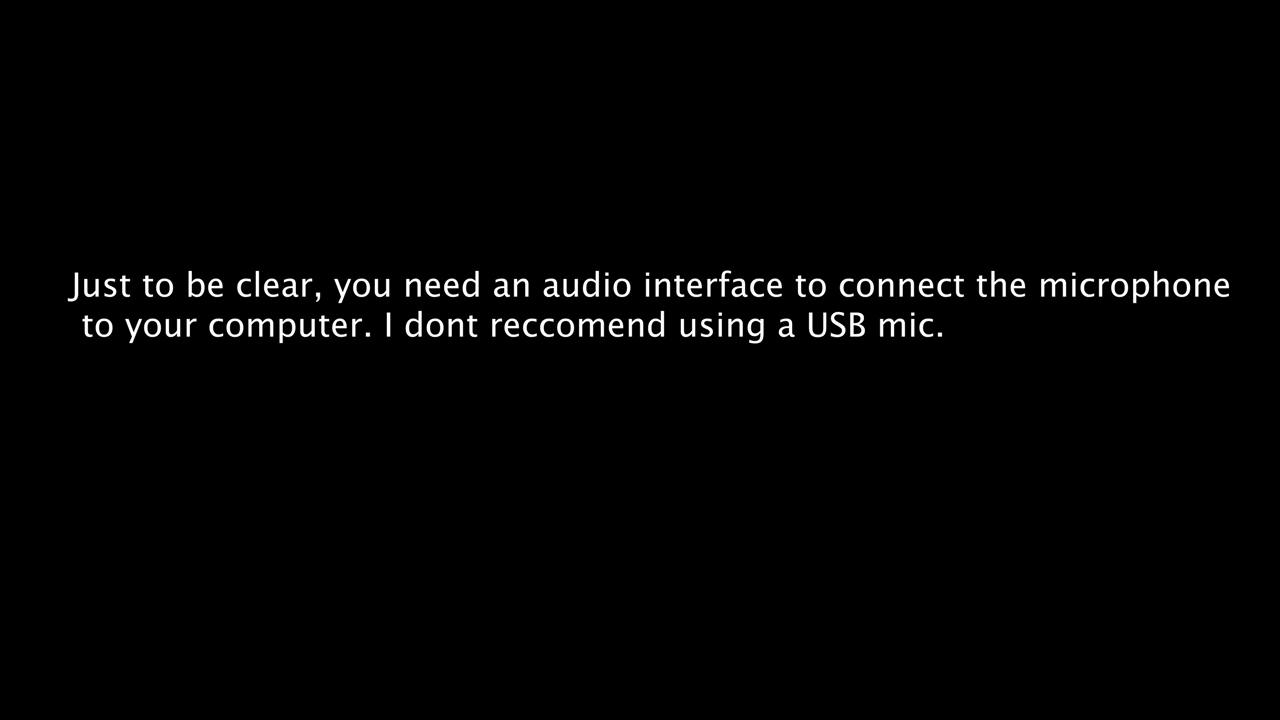 Just to be clear, you need an audio interface to connect the microphone
to your computer. I dont reccomend using a USB mic.